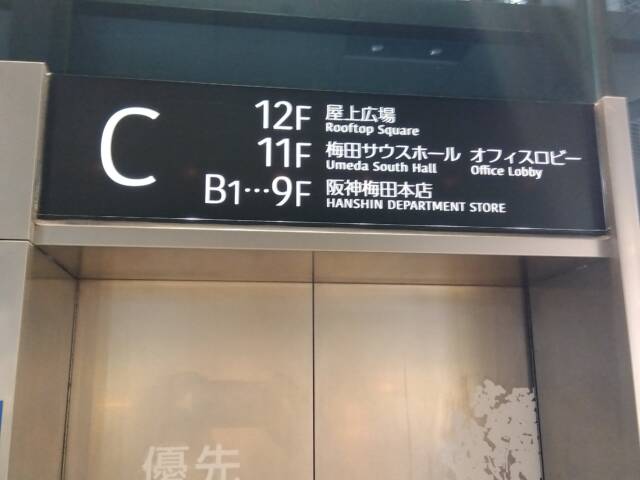 C
12F 屋上広場
Rooftop Square
11F 梅田サウスホール オフィスロビー
Umeda South Hall Office Lobby
B1…9F 阪神梅田本店
HANSHIN DEPARTMENT STORE
優先